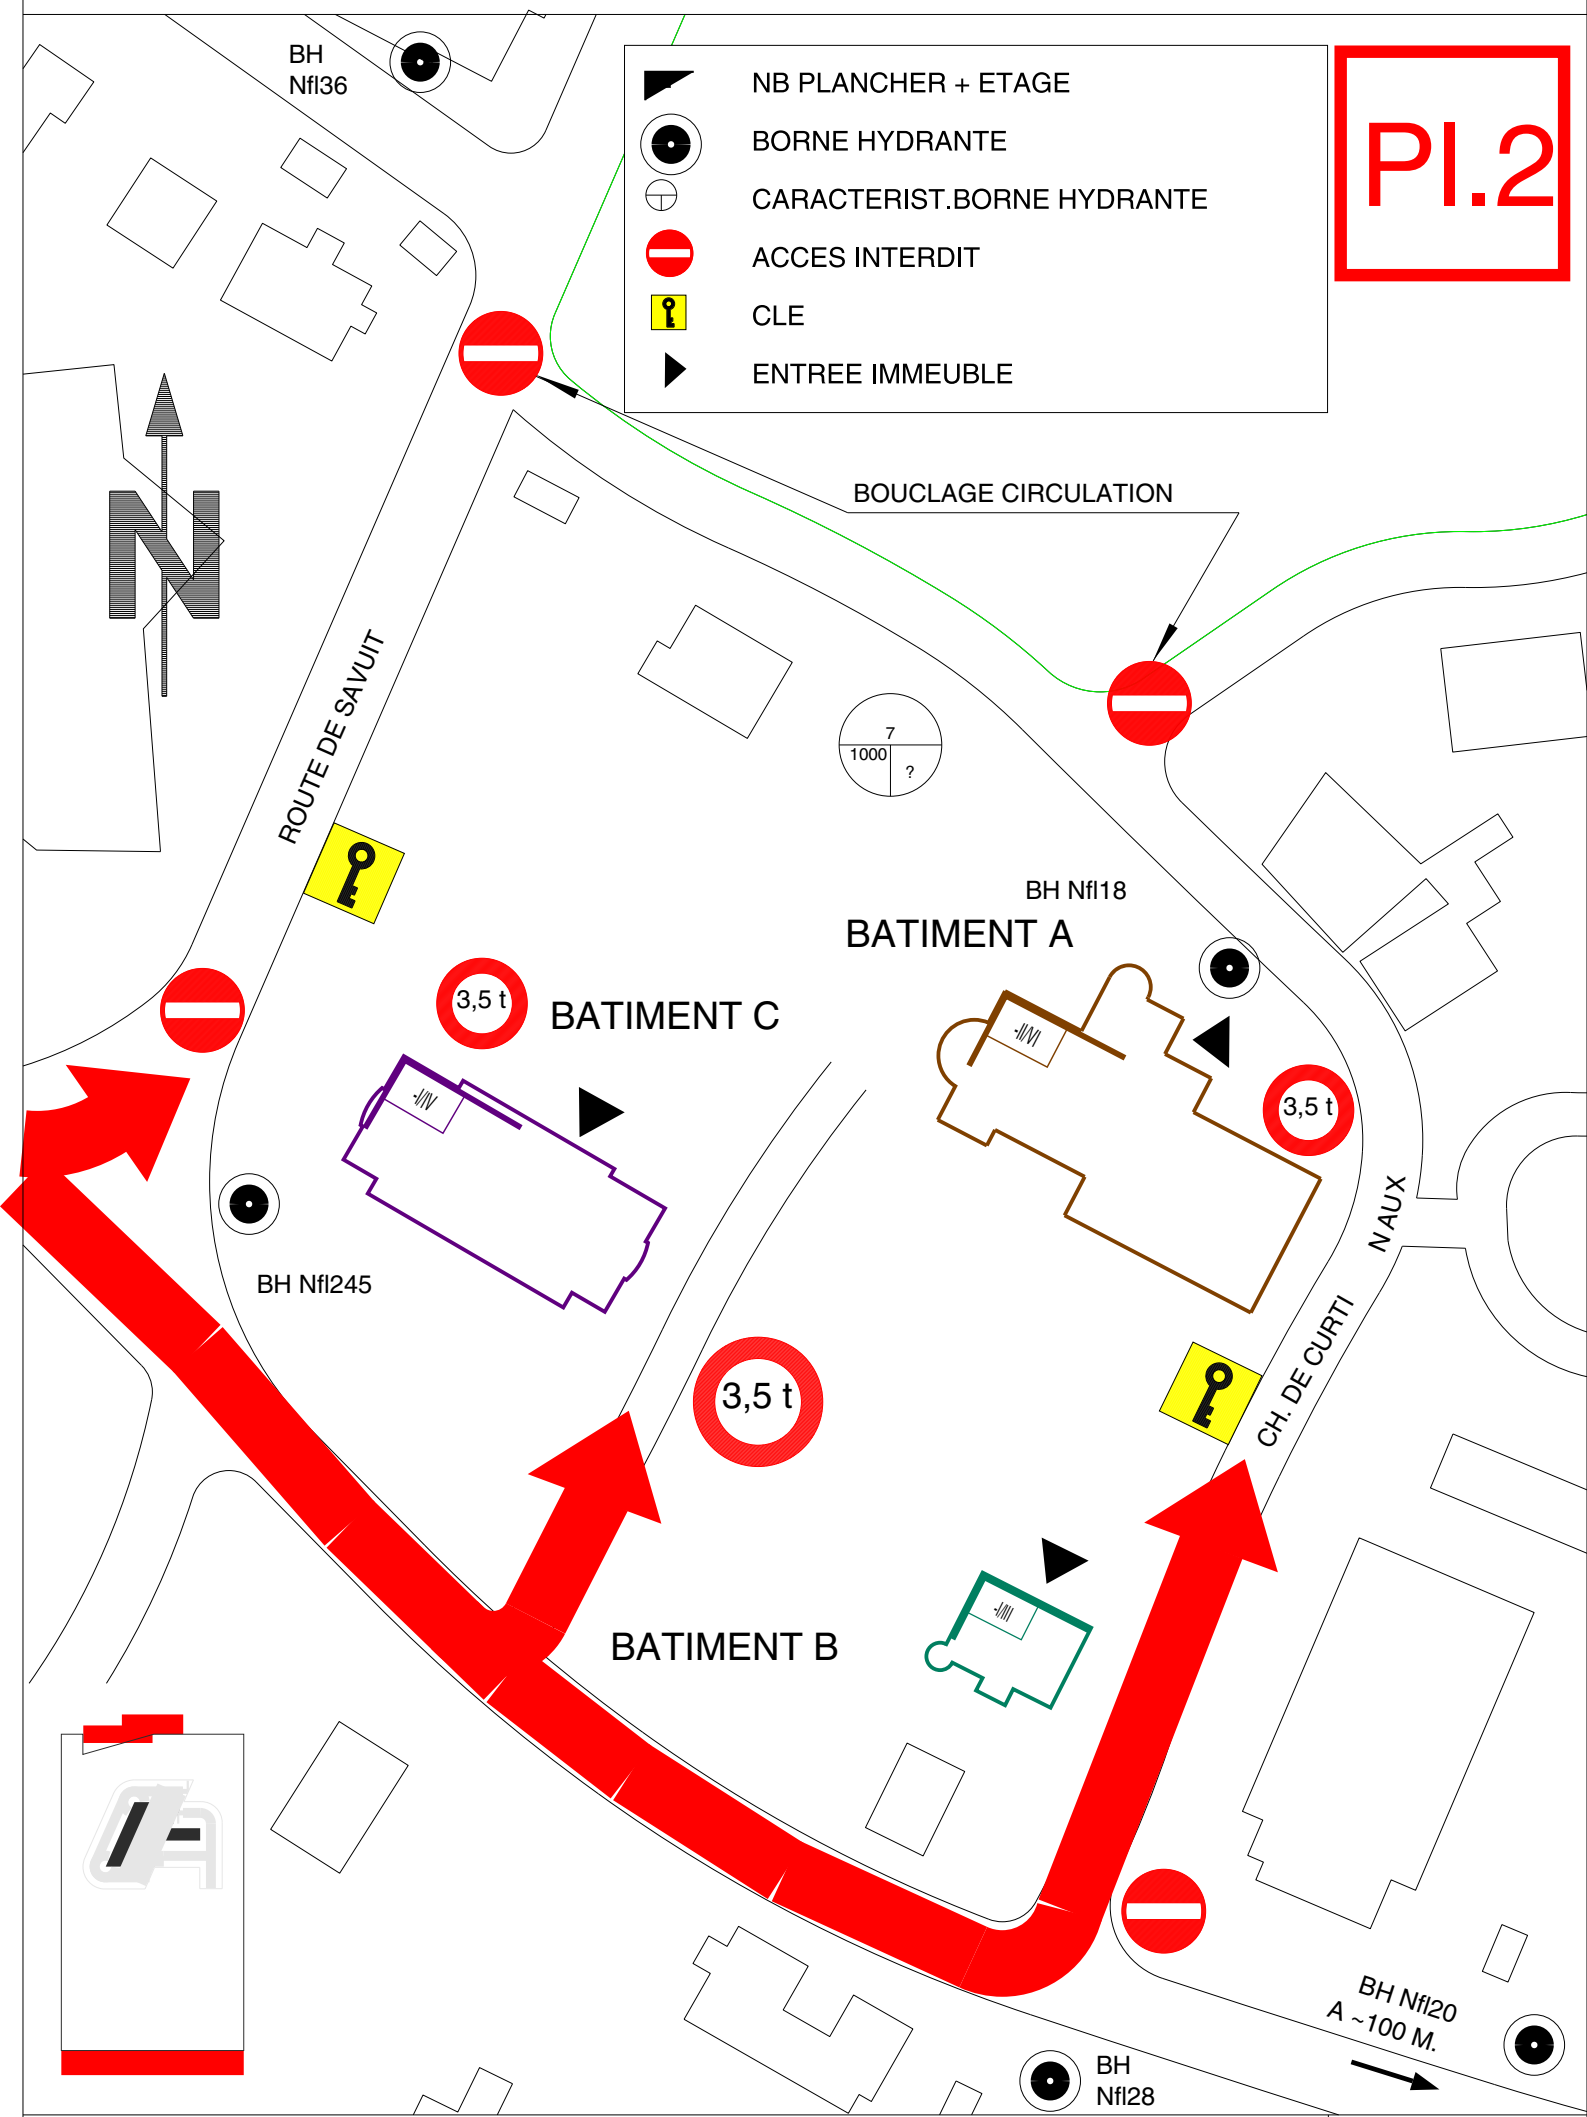 BH
Nfl36
NB PLANCHER + ETAGE
BORNE HYDRANTE
CARACTERIST.BORNE HYDRANTE
ACCES INTERDIT
CLE
ENTREE IMMEUBLE
Pl.2
BOUCLAGE CIRCULATION
N
ROUTE DE SAVUIT
7
1000
?
BH Nfl18
BATIMENT A
3,5 t
BATIMENT C
-II/VI
-I/IV
3,5 t
N AUX
BH Nfl245
CH. DE CURTI
3,5 t
-I/III
BATIMENT B
BH Nfl20
A ~100 M.
BH
Nfl28